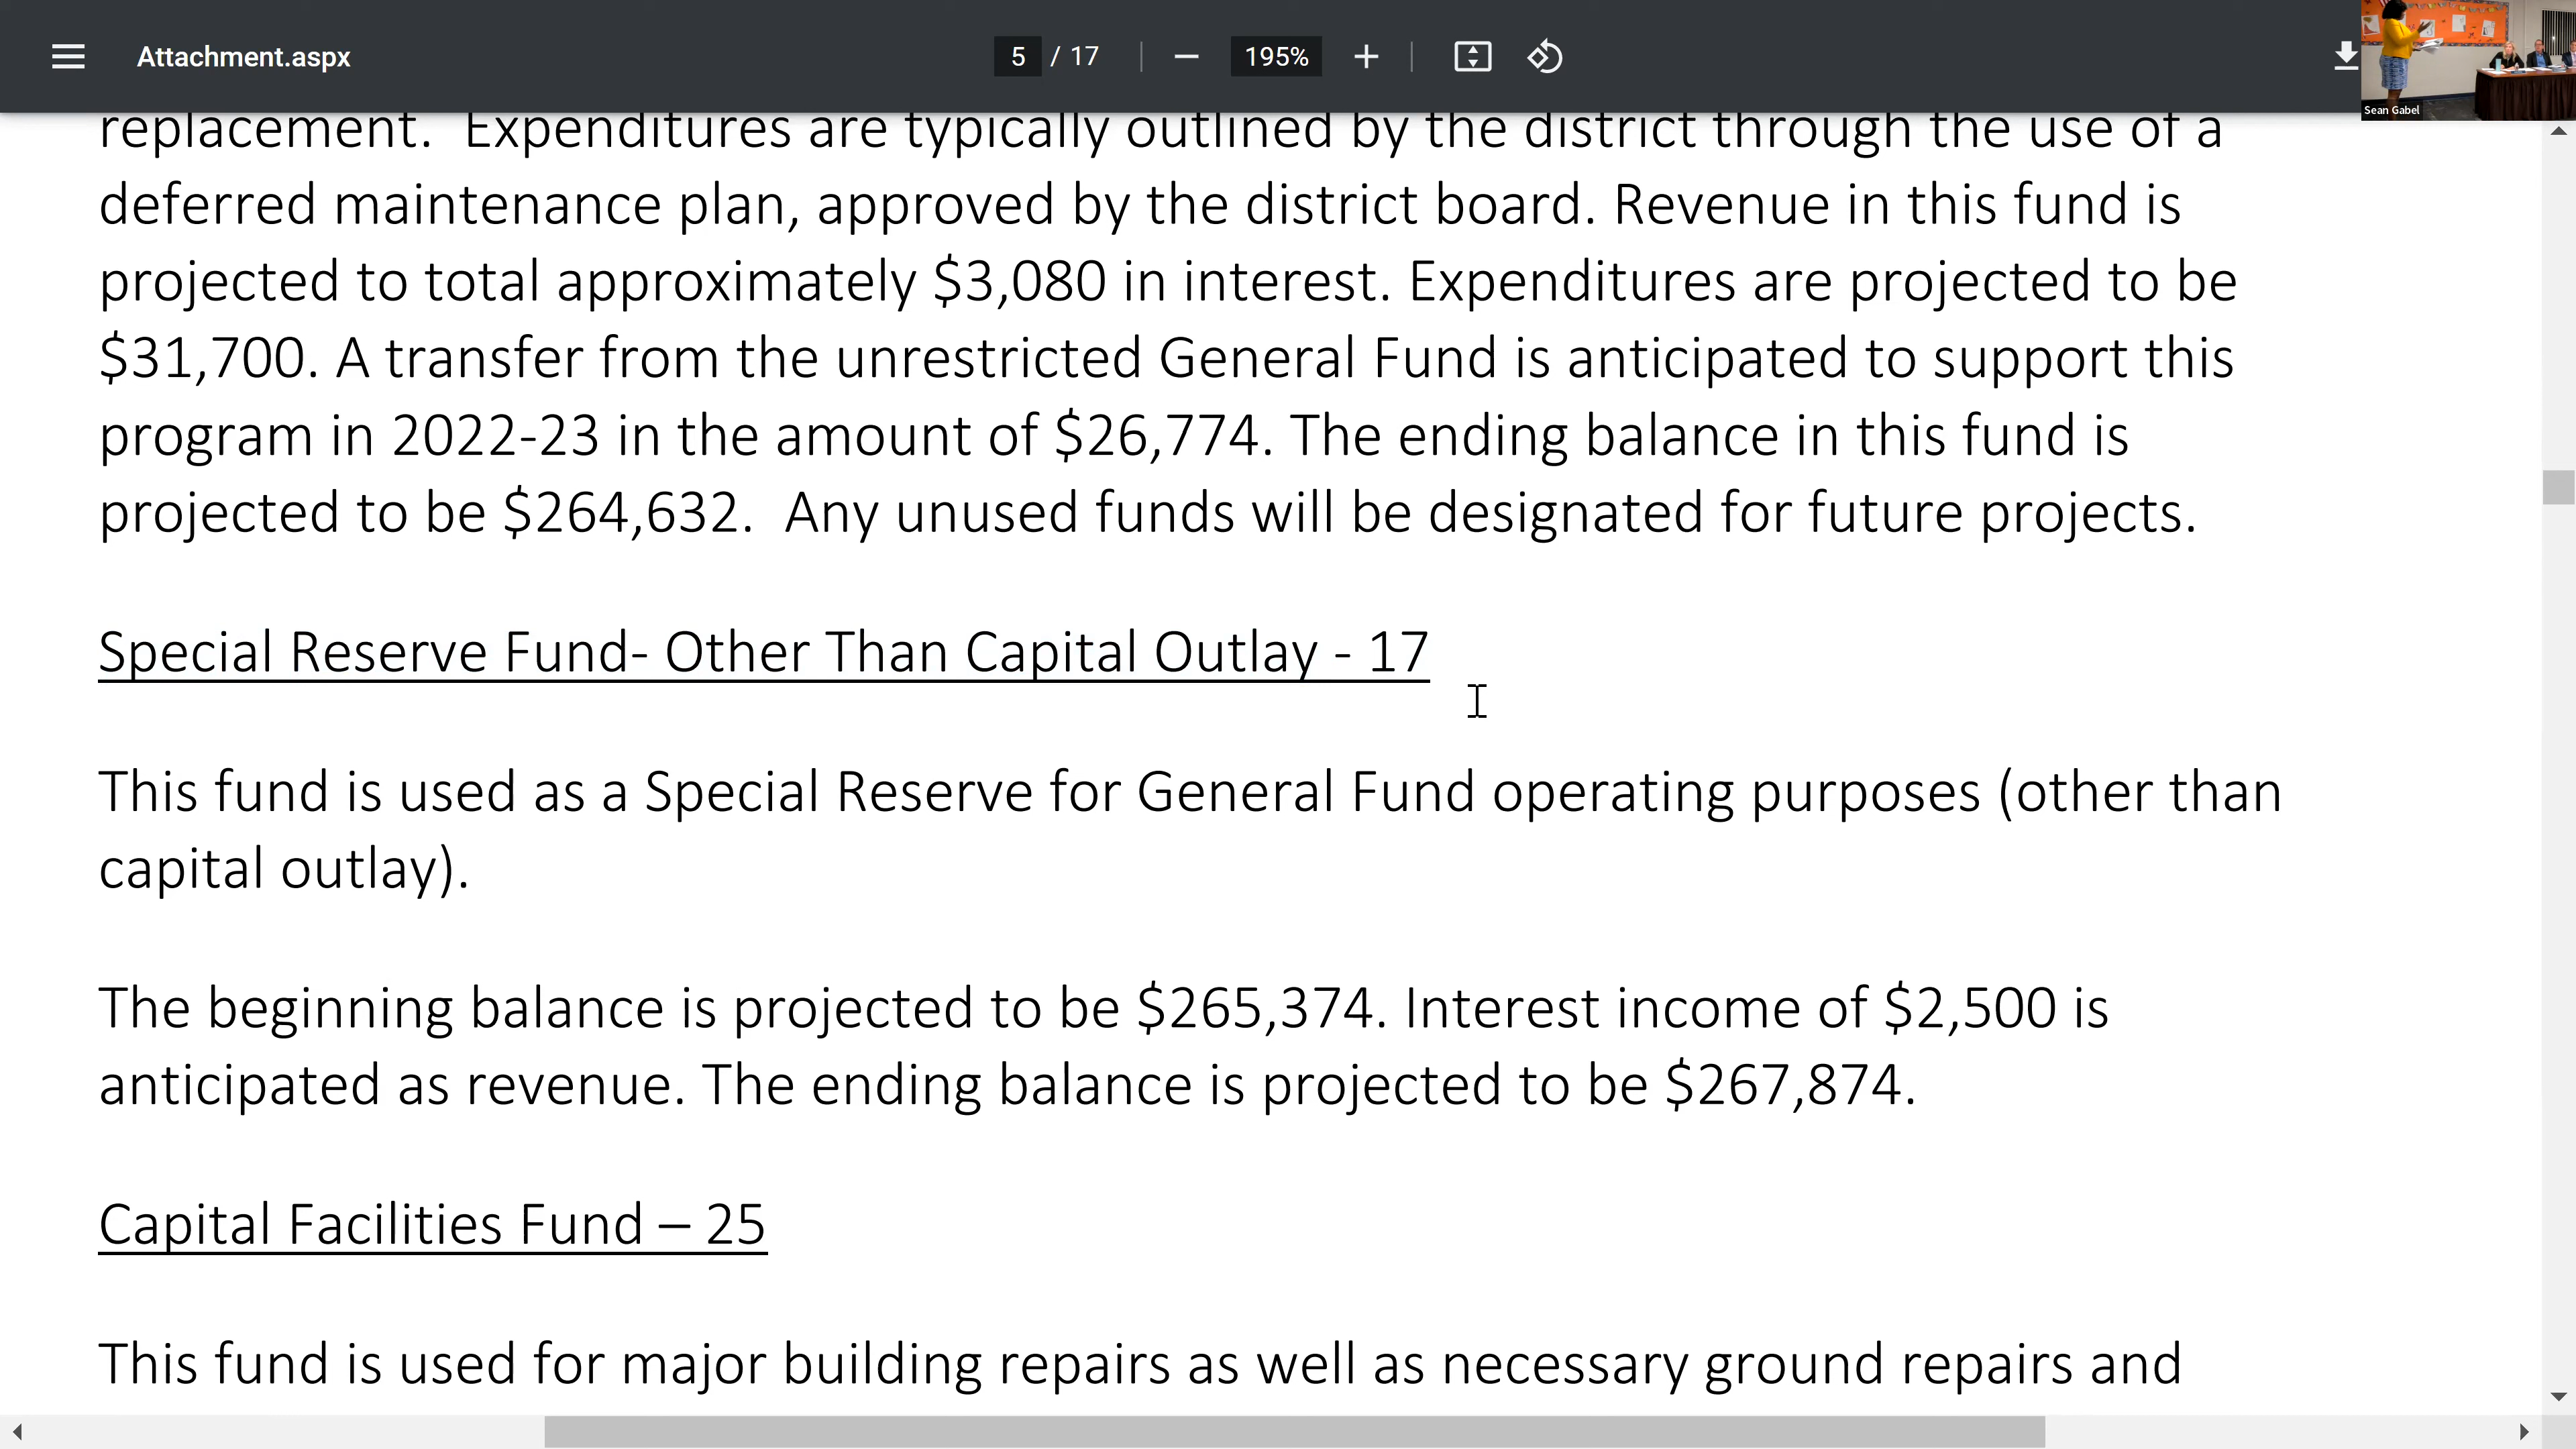 Attachment.aspx
5 / 17
195%
Sean Gabel
replacement.  Expenditures are typically outlined by the district through the use of a
deferred maintenance plan, approved by the district board. Revenue in this fund is
projected to total approximately $3,080 in interest. Expenditures are projected to be
$31,700. A transfer from the unrestricted General Fund is anticipated to support this
program in 2022-23 in the amount of $26,774. The ending balance in this fund is
projected to be $264,632.  Any unused funds will be designated for future projects.
Special Reserve Fund- Other Than Capital Outlay - 17
This fund is used as a Special Reserve for General Fund operating purposes (other than
capital outlay).
The beginning balance is projected to be $265,374. Interest income of $2,500 is
anticipated as revenue. The ending balance is projected to be $267,874.
Capital Facilities Fund – 25
This fund is used for major building repairs as well as necessary ground repairs and